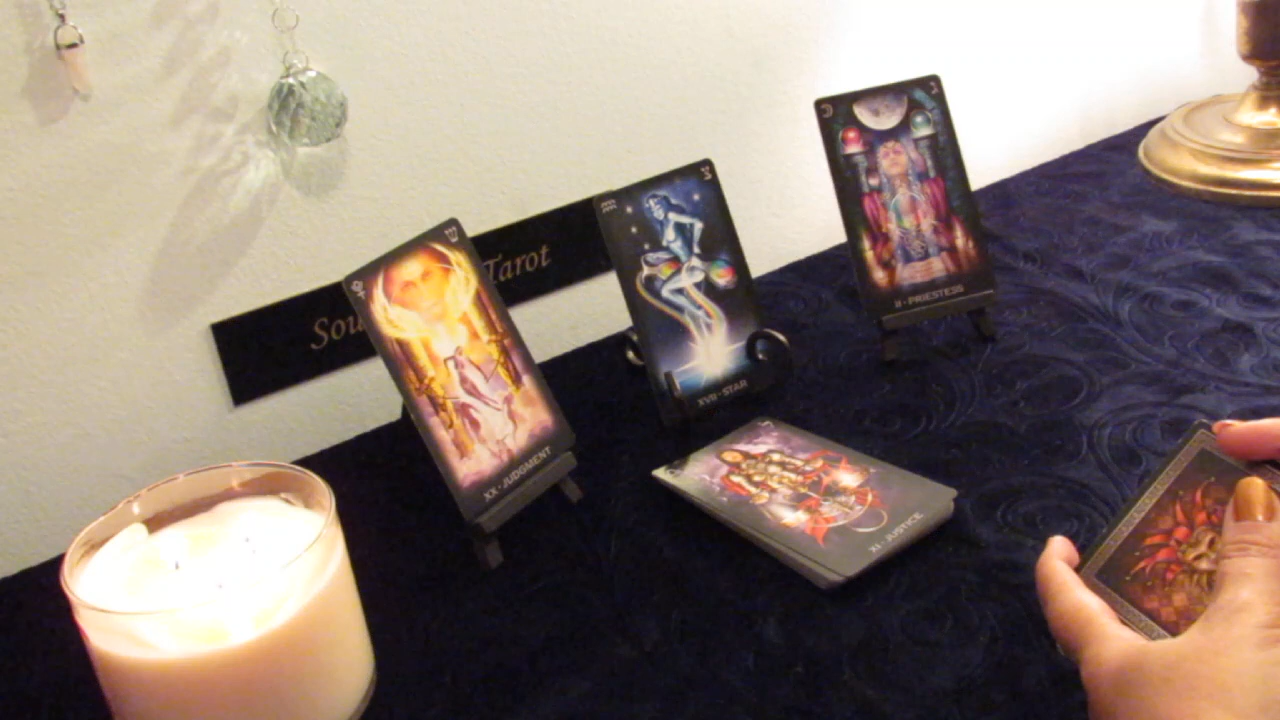 Sou Tarot
XX · JUDGMENT
XVII · STAR
II · PRIESTESS
XI · JUSTICE